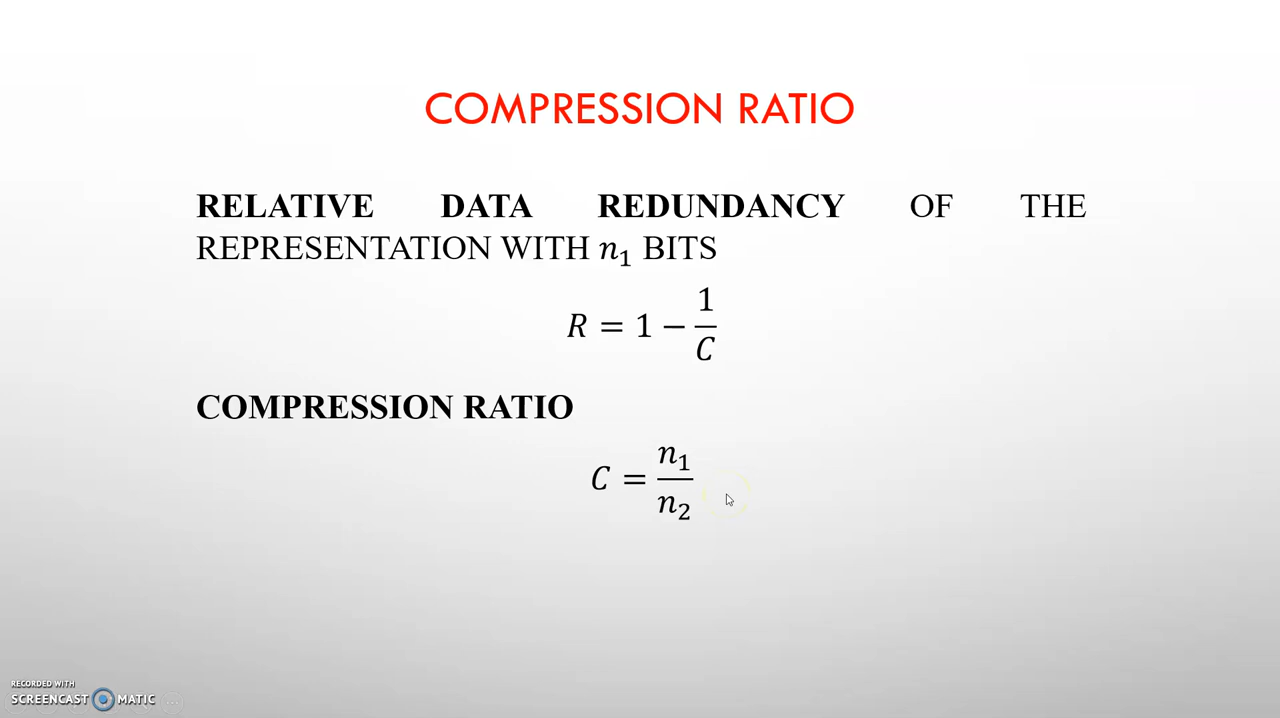 COMPRESSION RATIO
RELATIVE DATA REDUNDANCY OF THE
REPRESENTATION WITH n₁ BITS
R = 1 − 1/C
COMPRESSION RATIO
C = n₁/n₂
RECORDED WITH
SCREENCAST MATIC